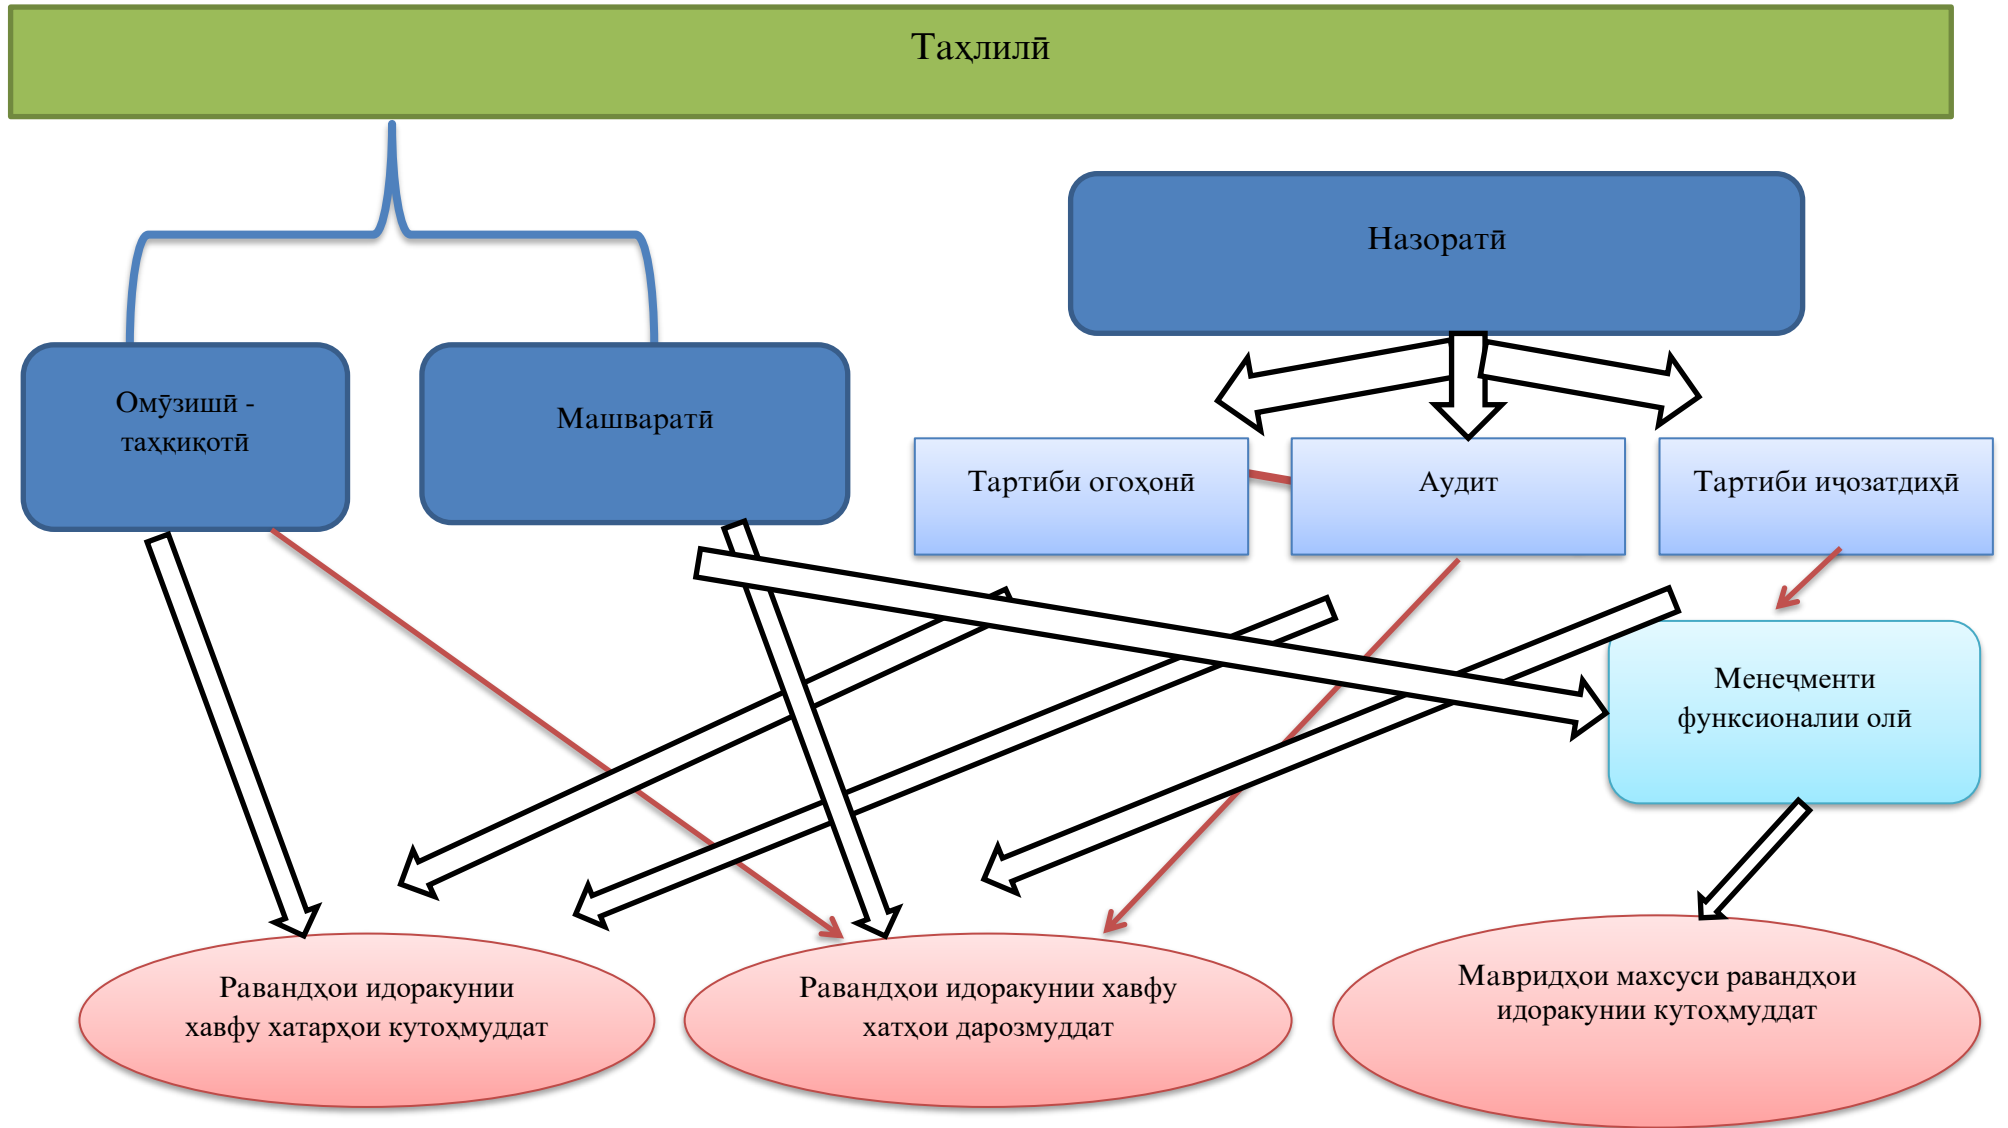 Таҳлилӣ
Назоратӣ
Омӯзишӣ -
таҳқиқотӣ
Машваратӣ
Тартиби огоҳонӣ
Аудит
Тартиби иҷозатдиҳӣ
Менеҷменти
функсионалии олӣ
Равандҳои идоракунии
хавфу хатарҳои кутоҳмуддат
Равандҳои идоракунии хавфу
хатҳои дарозмуддат
Мавридҳои махсуси равандҳои
идоракунии кутоҳмуддат